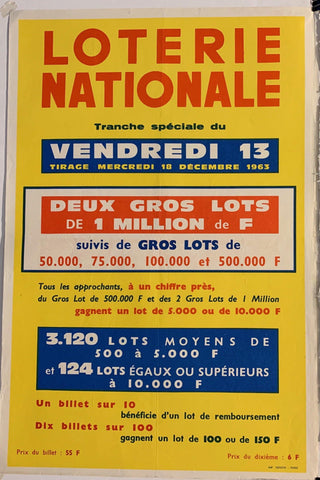 LOTERIE
NATIONALE
Tranche spéciale du
VENDREDI 13
TIRAGE MERCREDI 18 DÉCEMBRE 1963
DEUX GROS LOTS
DE 1 MILLION de F
suivis de GROS LOTS de
50.000, 75.000, 100.000 et 500.000 F
Tous les approchants, à un chiffre près,
du Gros Lot de 500.000 F et des 2 Gros Lots de 1 Million
gagnent un lot de 5.000 ou de 10.000 F
3.120 LOTS MOYENS DE
500 à 5.000 F
et 124 LOTS ÉGAUX OU SUPÉRIEURS
à 10.000 F
Un billet sur 10
bénéficie d'un lot de remboursement
Dix billets sur 100
gagnent un lot de 100 ou de 150 F
Prix du billet : 55 F
Prix du dixième : 6 F